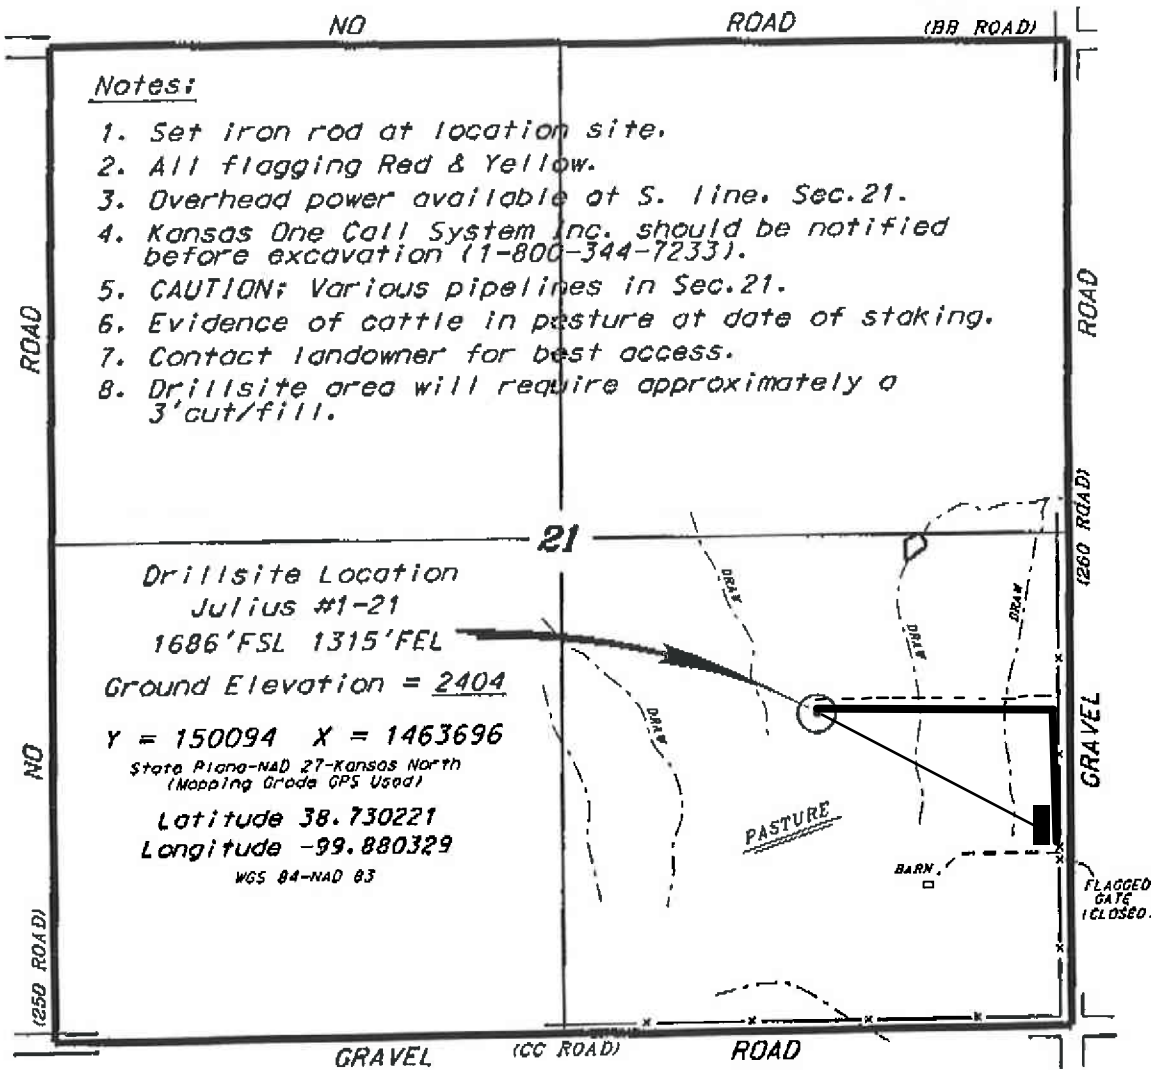 NO ROAD (BB ROAD)
Notes:
1. Set iron rod at location site.
2. All flagging Red & Yellow.
3. Overhead power available at S. line. Sec.21.
4. Kansas One Call System Inc. should be notified
before excavation (1-800-344-7233).
5. CAUTION: Various pipelines in Sec.21.
6. Evidence of cattle in pasture at date of staking.
7. Contact landowner for best access.
8. Drillsite area will require approximately a
3'cut/fill.
ROAD
NO
(250 ROAD)
ROAD
(260 ROAD)
GRAVEL
21
Drillsite Location
Julius #1-21
1686'FSL 1315'FEL
Ground Elevation = 2404
Y = 150094 X = 1463696
State Plane-NAD 27-Kansas North
(Mapping Grade GPS Used)
Latitude 38.730221
Longitude -99.880329
WGS 84-NAD 83
DRAW
DRAW
DRAW
DRAW
PASTURE
BARN
FLAGGED
GATE
(CLOSED)
GRAVEL (CC ROAD) ROAD